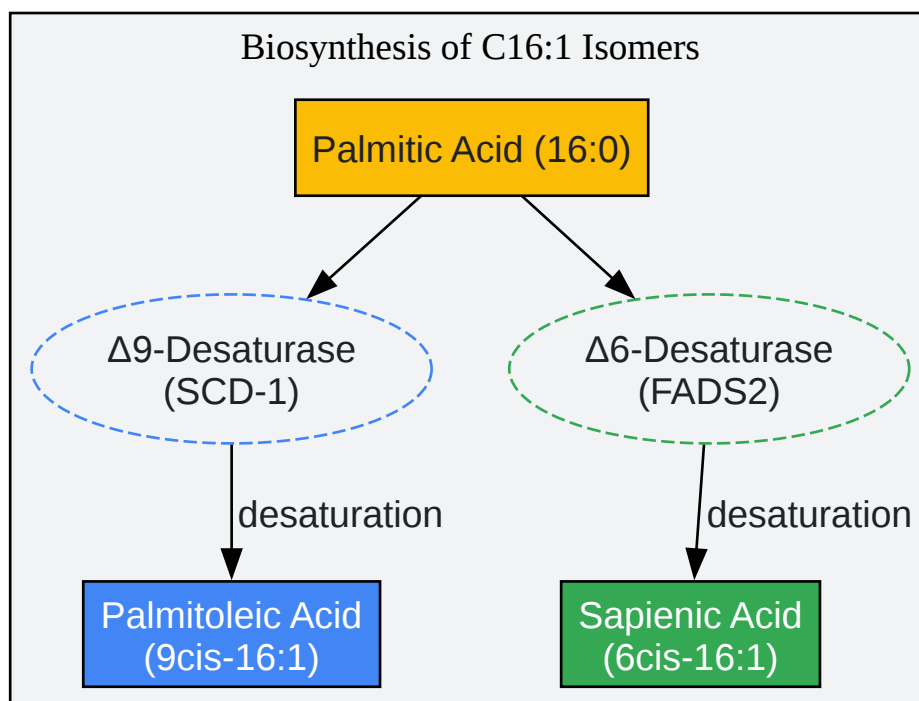 Biosynthesis of C16:1 Isomers
Palmitic Acid (16:0)
Δ9-Desaturase
(SCD-1)
Δ6-Desaturase
(FADS2)
desaturation
desaturation
Palmitoleic Acid
(9cis-16:1)
Sapienic Acid
(6cis-16:1)